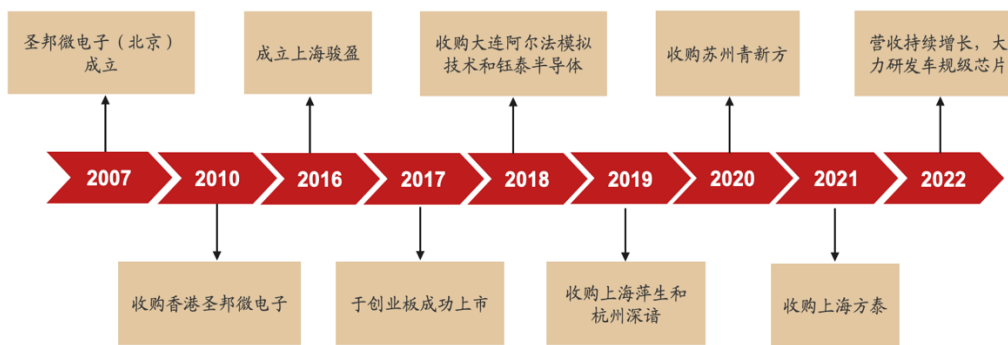 圣邦微电子（北京）
成立
成立上海骏盈
收购大连阿尔法模拟
技术和钰泰半导体
收购苏州青新方
营收持续增长，大
力研发车规级芯片
2007
2010
2016
2017
2018
2019
2020
2021
2022
收购香港圣邦微电子
于创业板成功上市
收购上海萍生和
杭州深谙
收购上海方泰